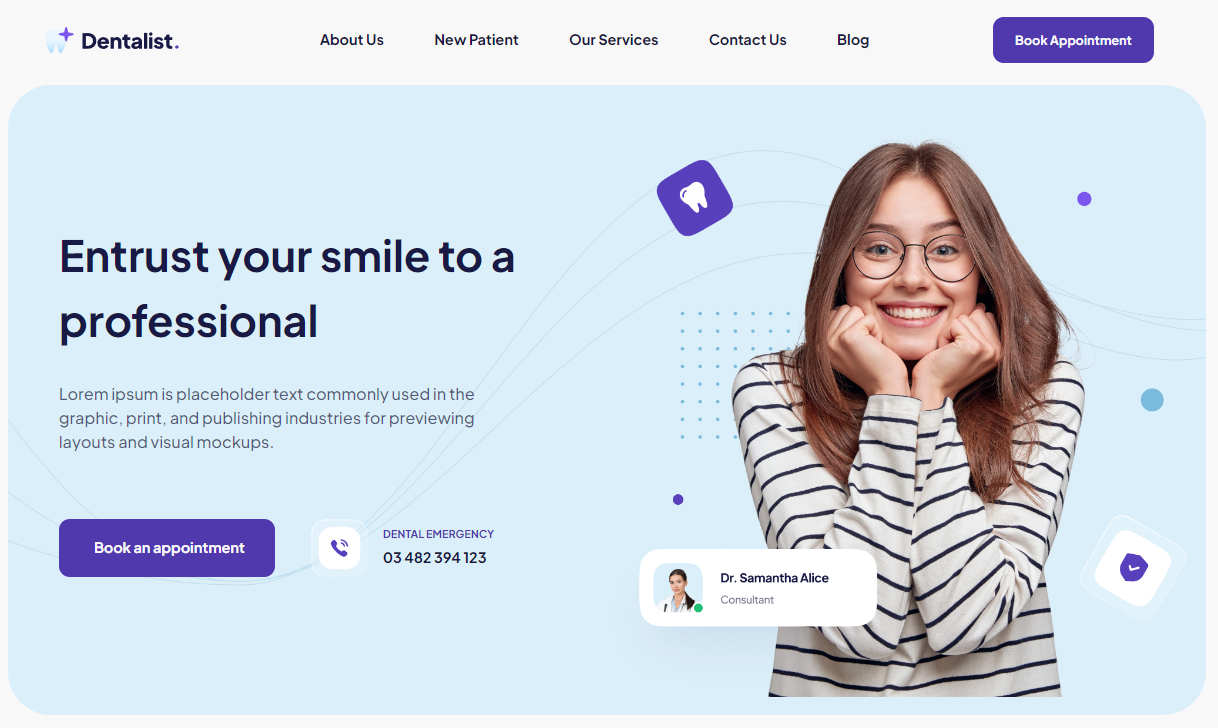 Dentalist.
About Us
New Patient
Our Services
Contact Us
Blog
Book Appointment
Entrust your smile to a
professional
Lorem ipsum is placeholder text commonly used in the
graphic, print, and publishing industries for previewing
layouts and visual mockups.
Book an appointment
DENTAL EMERGENCY
03 482 394 123
Dr. Samantha Alice
Consultant